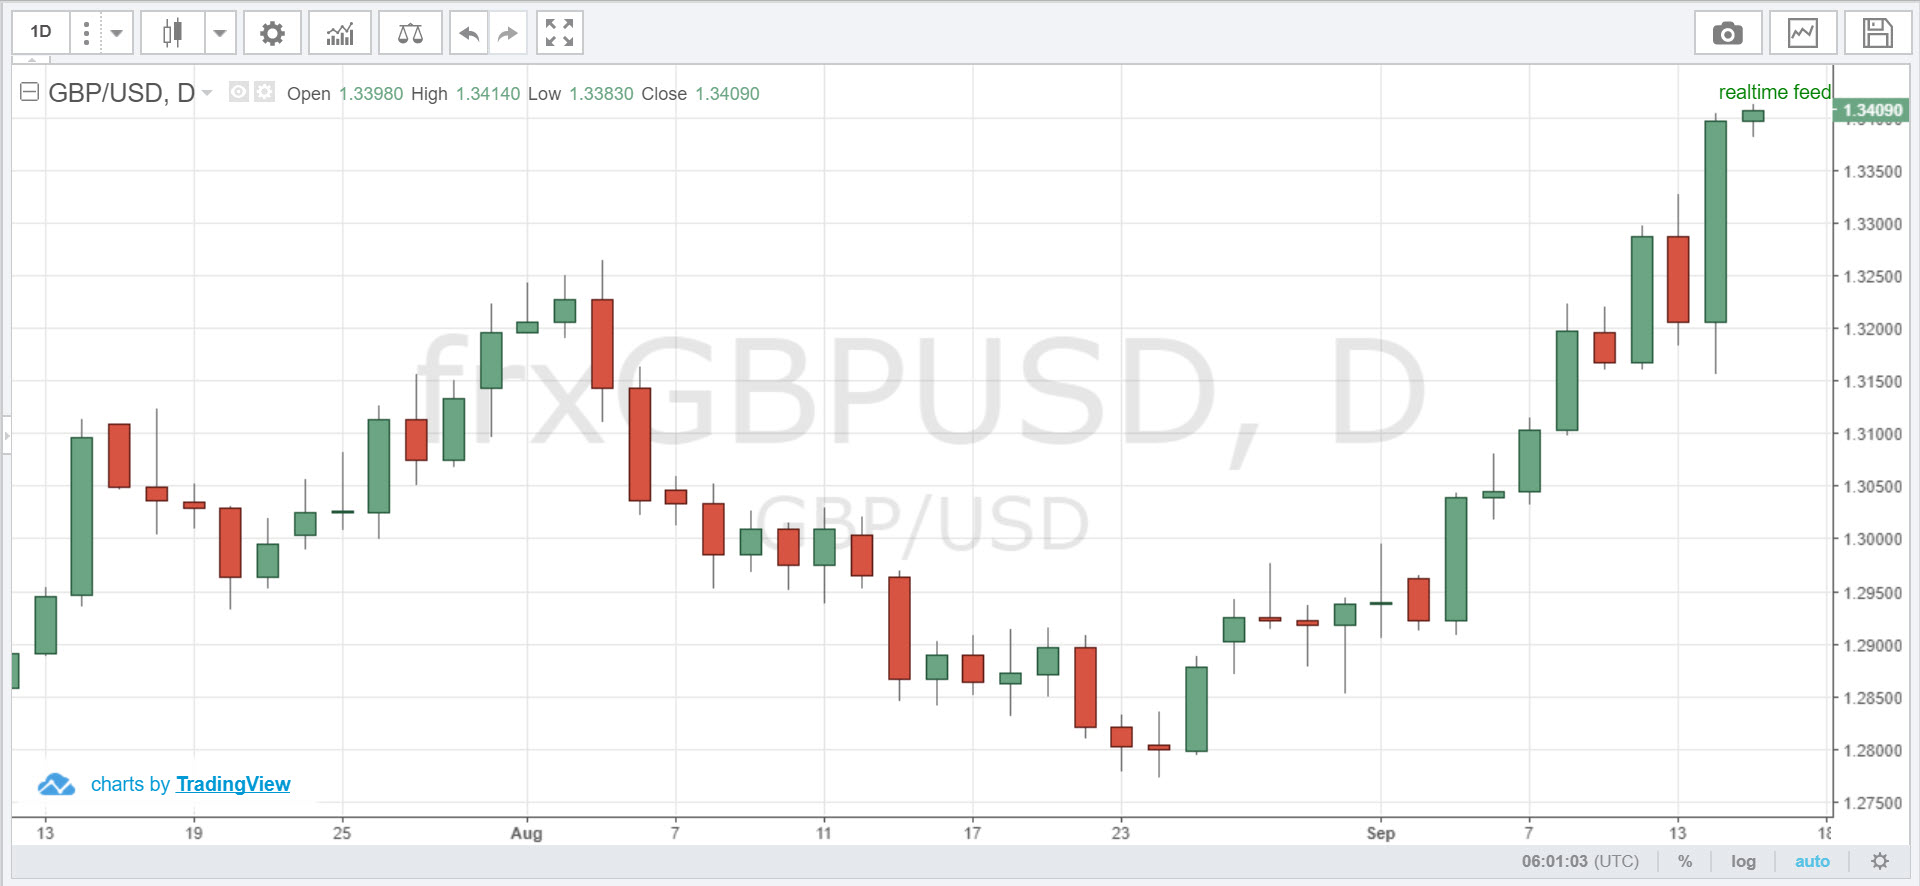 1D
GBP/USD, D Open 1.33980 High 1.34140 Low 1.33830 Close 1.34090
realtime feed
1.34090
1.34000
1.33500
1.33000
1.32500
1.32000
1.31500
1.31000
1.30500
1.30000
1.29500
1.29000
1.28500
1.28000
1.27500
frxGBPUSD, D
GBP/USD
charts by TradingView
13 19 25 Aug 7 11 17 23 Sep 7 13 18
06:01:03 (UTC) % log auto